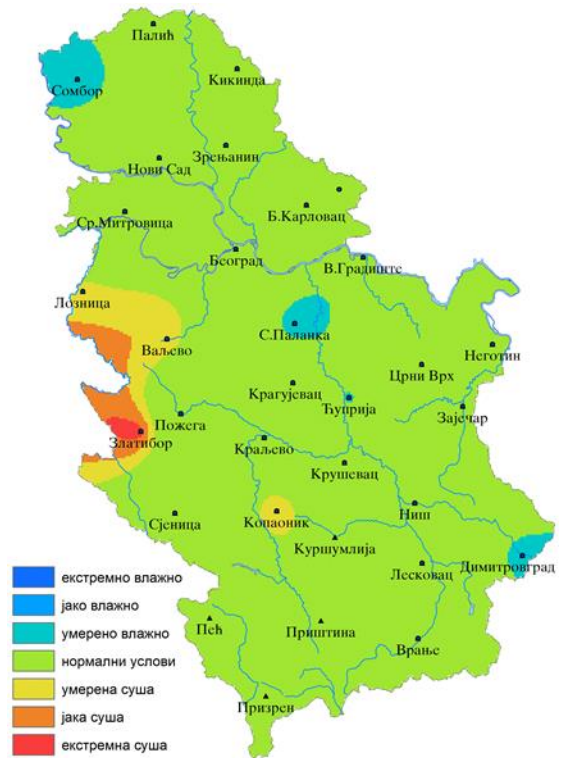 Палић
Сомбор
Кикинда
Зрењанин
Нови Сад
Б.Карловац
Ср.Митровица
Београд
В.Градиште
Лозница
С.Паланка
Ваљево
Неготин
Црни Врх
Крагујевац
Ћуприја
Зајечар
Пожега
Златибор
Краљево
Крушевац
Сјеница
Копаоник
Ниш
Куршумлија
Димитровград
Лесковац
Пећ
Приштина
Врање
Призрен
екстремно влажно
јако влажно
умерено влажно
нормални услови
умерена суша
јака суша
екстремна суша